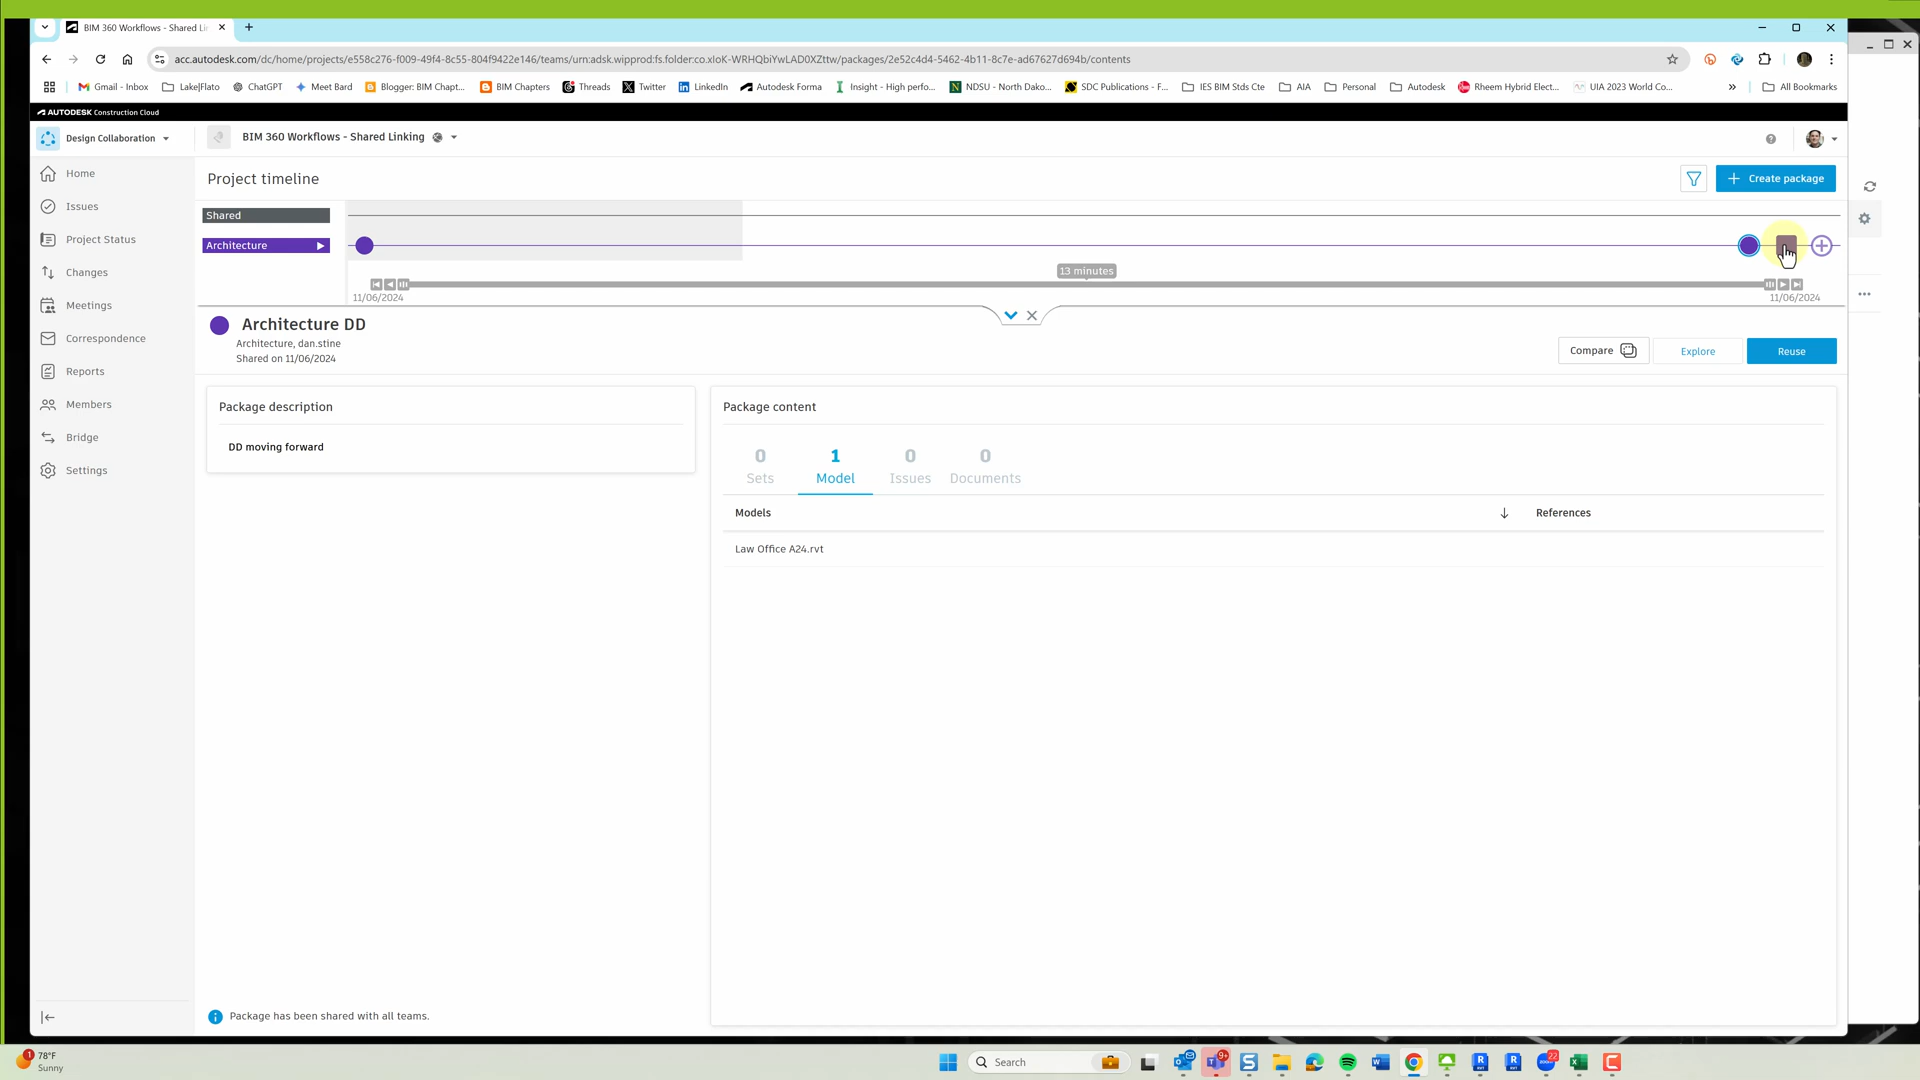 BIM 360 Workflows - Shared Li
acc.autodesk.com/dc/home/projects/e558c276-f009-49f4-8c55-804f9422e146/teams/urn:adsk.wipprod:fs.folder:co.xIoK-WRHQbiYwLAD0XZttw/packages/2e52c4d4-5462-4b11-8c7e-ad67627d694b/contents
Gmail - Inbox Lake|Flato ChatGPT Meet Bard Blogger: BIM Chapt... BIM Chapters Threads Twitter LinkedIn Autodesk Forma Insight - High perfo... NDSU - North Dako... SDC Publications - F... IES BIM Stds Cte AIA Personal Autodesk Rheem Hybrid Elect... UIA 2023 World Co... » All Bookmarks
AUTODESK Construction Cloud
Design Collaboration
BIM 360 Workflows - Shared Linking
Home
Issues
Project Status
Changes
Meetings
Correspondence
Reports
Members
Bridge
Settings
Project timeline
Create package
Shared
Architecture
13 minutes
11/06/2024
11/06/2024
Architecture DD
Architecture, dan.stine
Shared on 11/06/2024
Compare
Explore
Reuse
Package description
DD moving forward
Package content
0 1 0 0
Sets Model Issues Documents
Models References
Law Office A24.rvt
Package has been shared with all teams.
78°F
Sunny
1
Search
9+
22